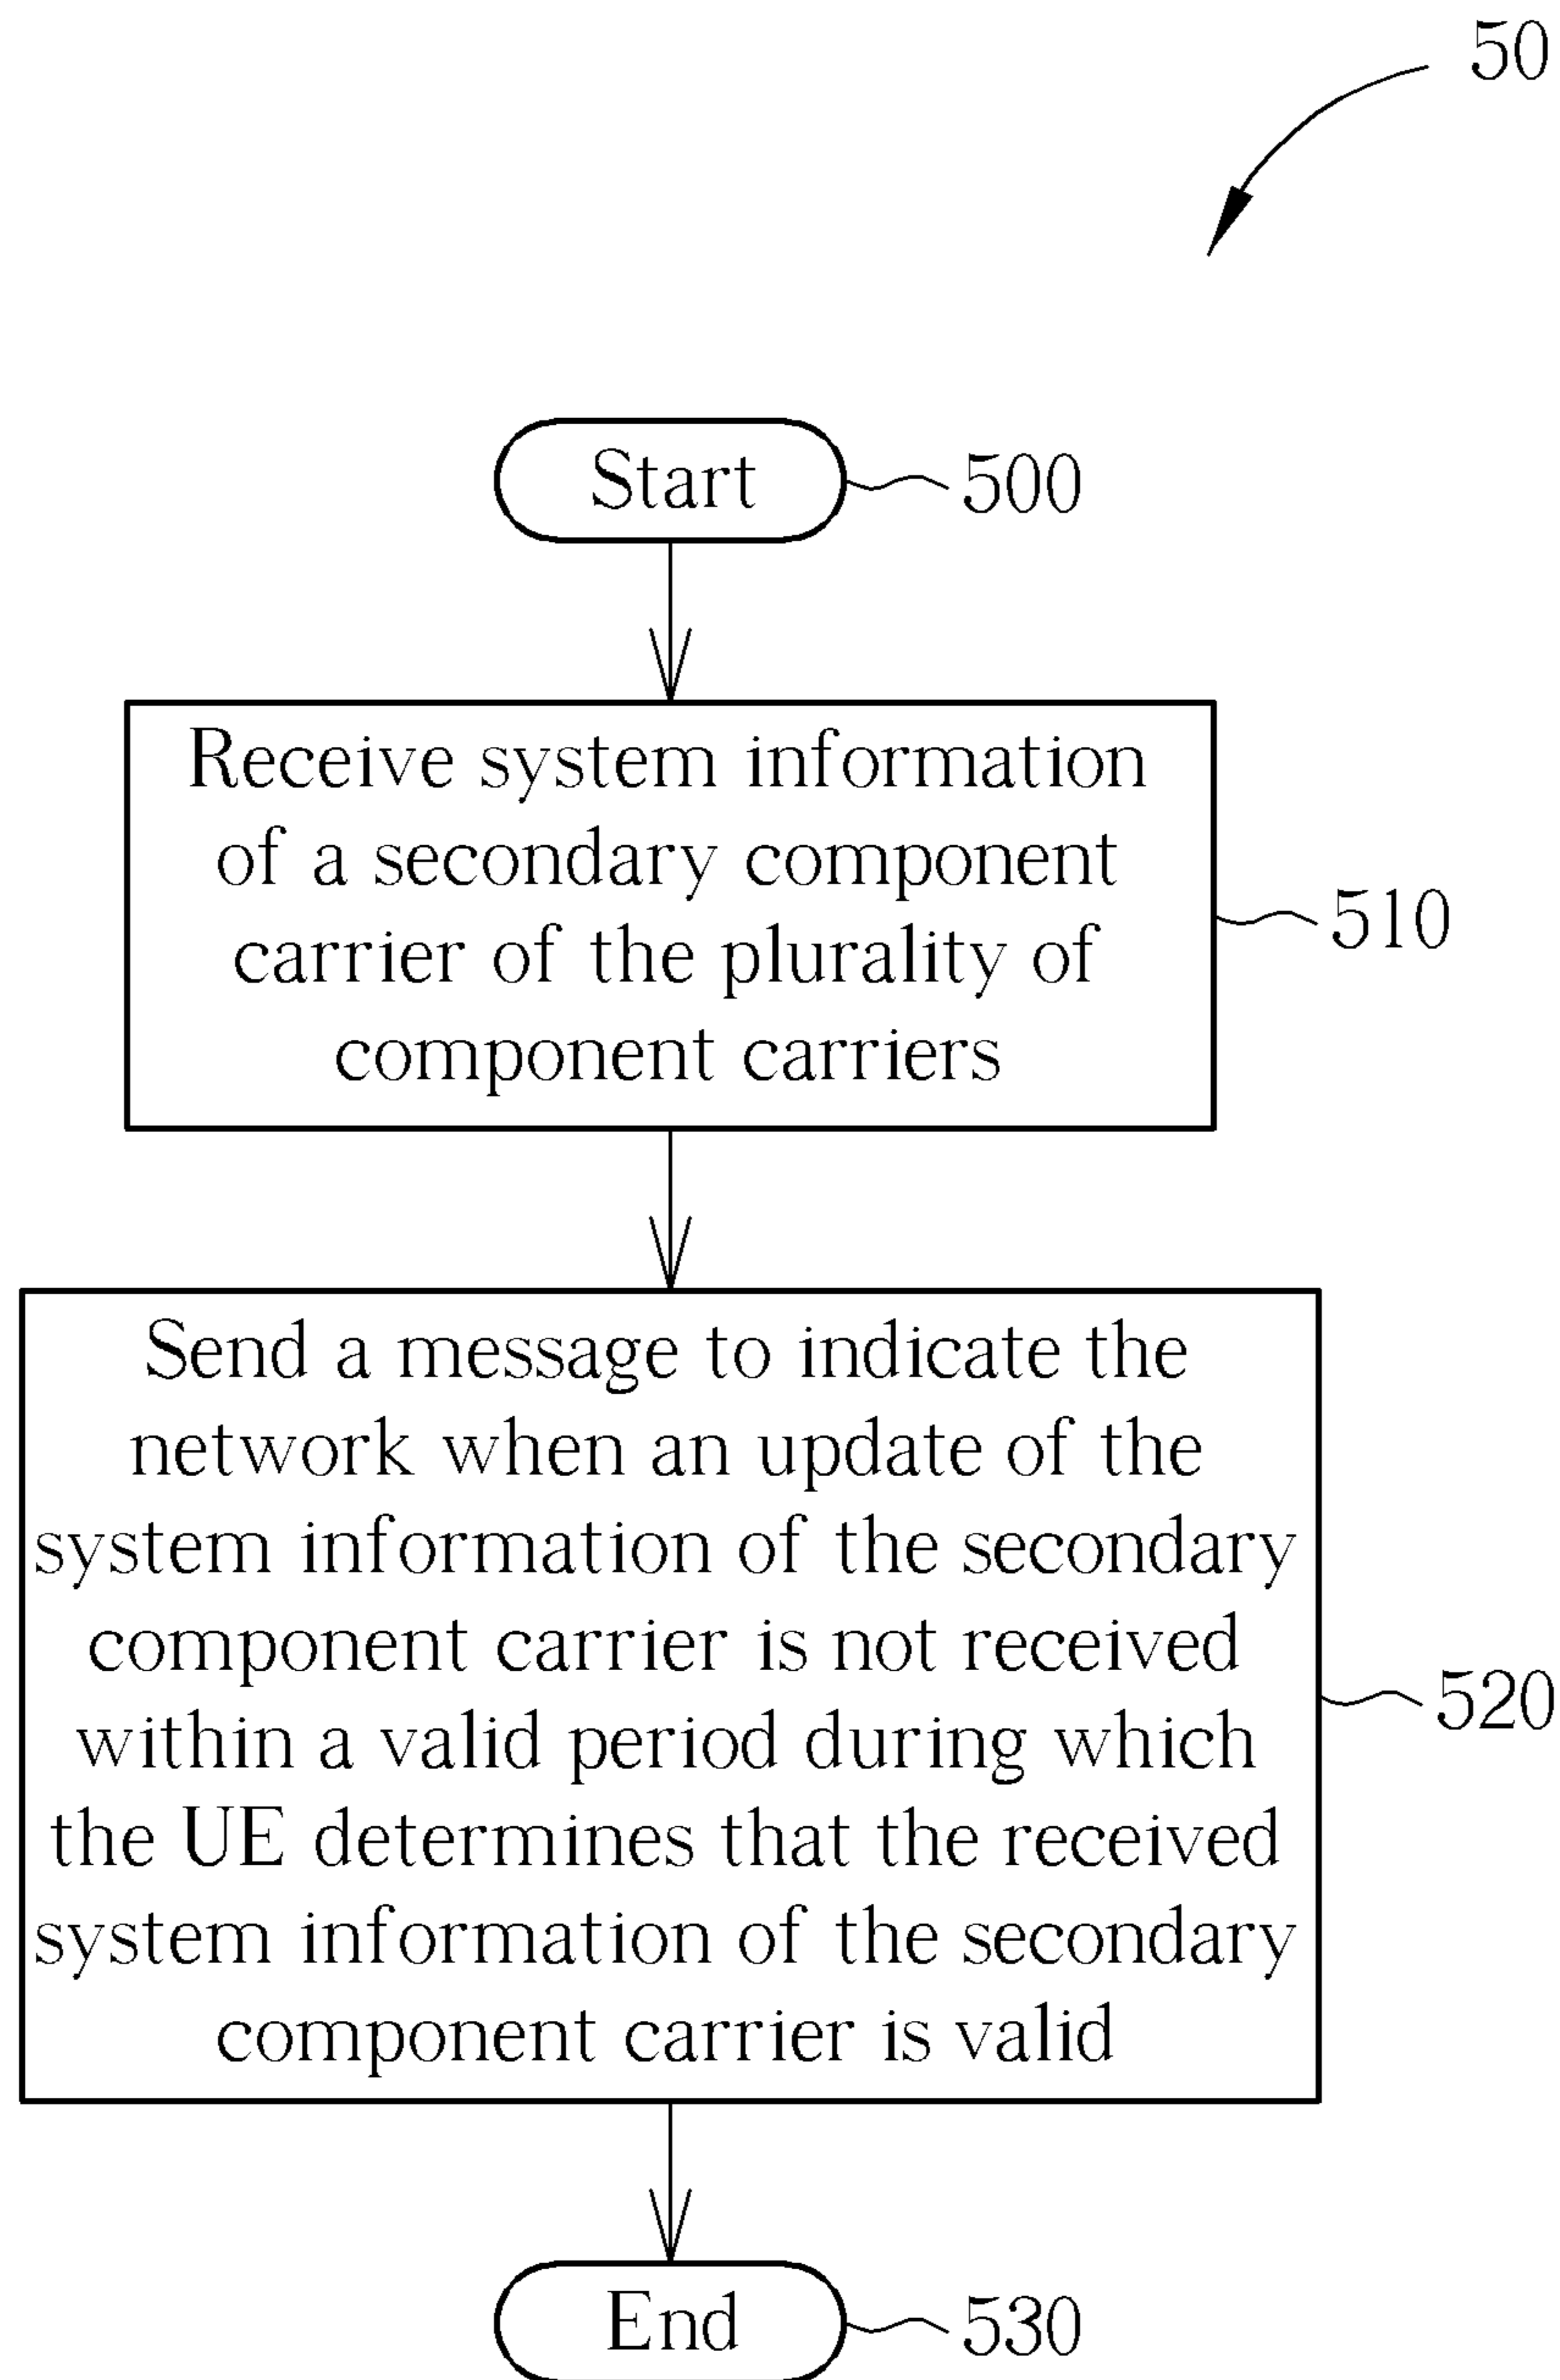 50
Start
500
Receive system information
of a secondary component
carrier of the plurality of
component carriers
510
Send a message to indicate the
network when an update of the
system information of the secondary
component carrier is not received
within a valid period during which
the UE determines that the received
system information of the secondary
component carrier is valid
520
End
530